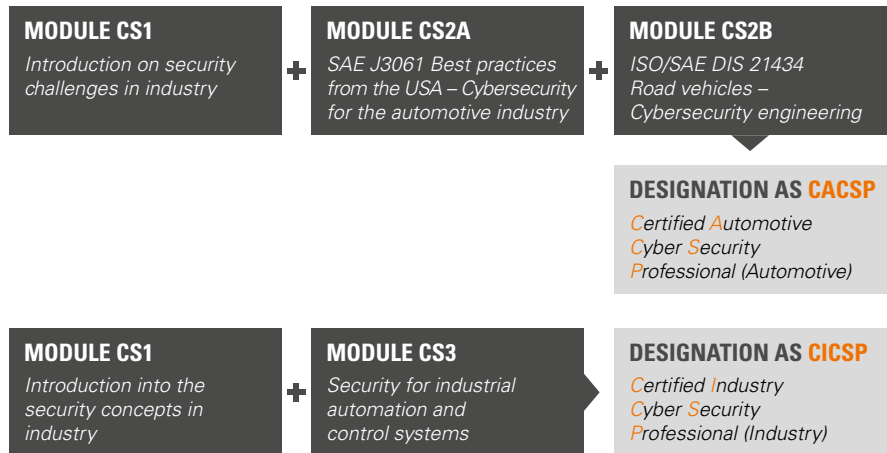 MODULE CS1
Introduction on security
challenges in industry
+
MODULE CS2A
SAE J3061 Best practices
from the USA – Cybersecurity
for the automotive industry
+
MODULE CS2B
ISO/SAE DIS 21434
Road vehicles –
Cybersecurity engineering
DESIGNATION AS CACSP
Certified Automotive
Cyber Security
Professional (Automotive)
MODULE CS1
Introduction into the
security concepts in
industry
+
MODULE CS3
Security for industrial
automation and
control systems
DESIGNATION AS CICSP
Certified Industry
Cyber Security
Professional (Industry)